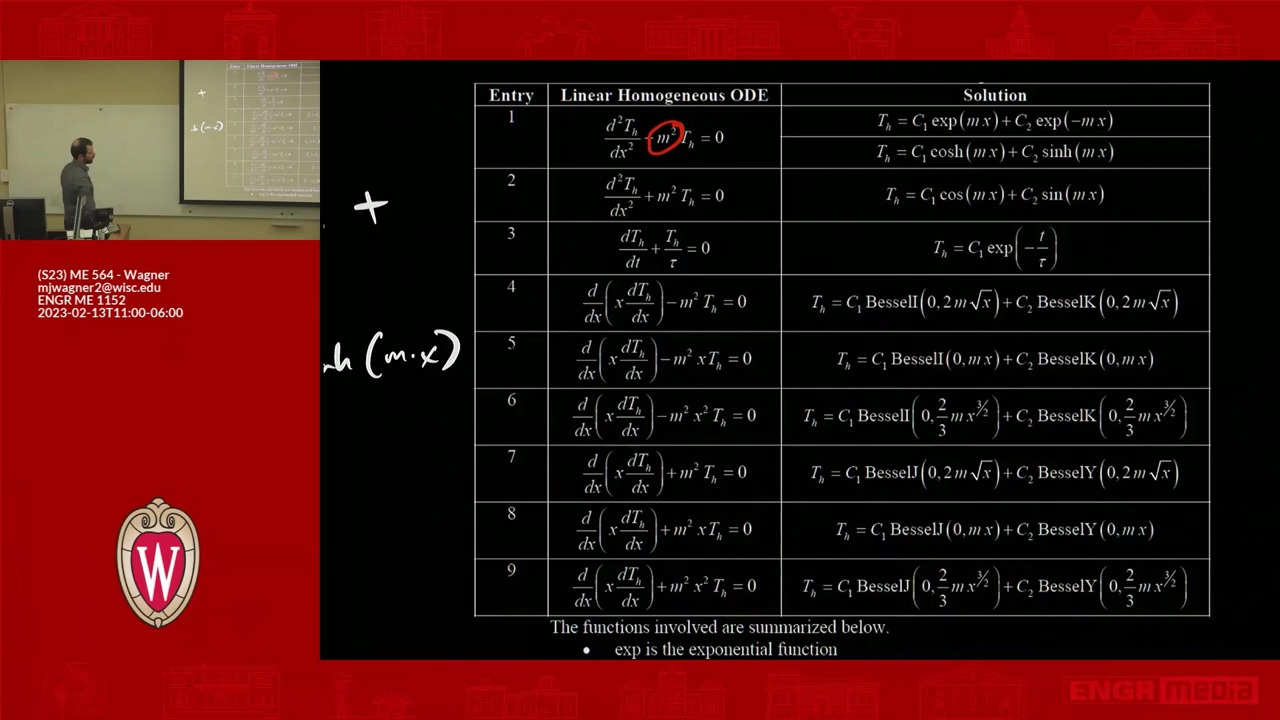 (S23) ME 564 - Wagner
mjwagner2@wisc.edu
ENGR ME 1152
2023-02-13T11:00-06:00
W
+
h (m·x)
Entry Linear Homogeneous ODE Solution
1 d²T_h/dx² − m² T_h = 0 T_h = C₁ exp(m x) + C₂ exp(−m x)
T_h = C₁ cosh(m x) + C₂ sinh(m x)
2 d²T_h/dx² + m² T_h = 0 T_h = C₁ cos(m x) + C₂ sin(m x)
3 dT_h/dt + T_h/τ = 0 T_h = C₁ exp(−t/τ)
4 d/dx(x dT_h/dx) − m² T_h = 0 T_h = C₁ BesselI(0, 2 m √x) + C₂ BesselK(0, 2 m √x)
5 d/dx(x dT_h/dx) − m² x T_h = 0 T_h = C₁ BesselI(0, m x) + C₂ BesselK(0, m x)
6 d/dx(x dT_h/dx) − m² x² T_h = 0 T_h = C₁ BesselI(0, 2/3 m x^(3/2)) + C₂ BesselK(0, 2/3 m x^(3/2))
7 d/dx(x dT_h/dx) + m² T_h = 0 T_h = C₁ BesselJ(0, 2 m √x) + C₂ BesselY(0, 2 m √x)
8 d/dx(x dT_h/dx) + m² x T_h = 0 T_h = C₁ BesselJ(0, m x) + C₂ BesselY(0, m x)
9 d/dx(x dT_h/dx) + m² x² T_h = 0 T_h = C₁ BesselJ(0, 2/3 m x^(3/2)) + C₂ BesselY(0, 2/3 m x^(3/2))
The functions involved are summarized below.
• exp is the exponential function
ENGR media